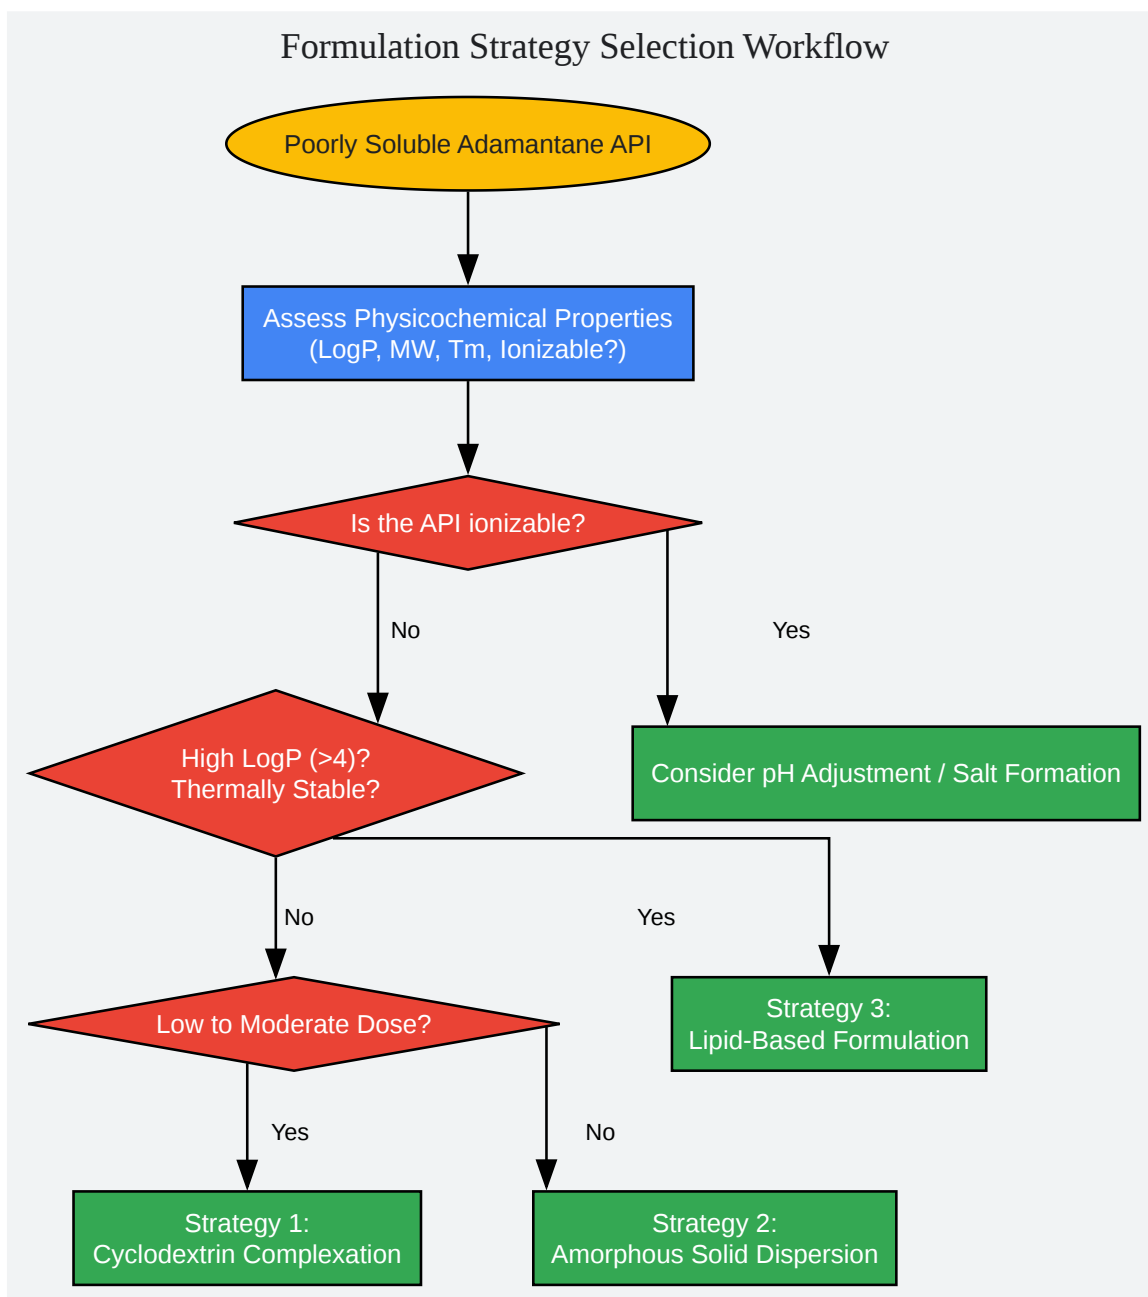 Formulation Strategy Selection Workflow
Poorly Soluble Adamantane API
Assess Physicochemical Properties
(LogP, MW, Tm, Ionizable?)
Is the API ionizable?
No
Yes
High LogP (>4)?
Thermally Stable?
Consider pH Adjustment / Salt Formation
No
Yes
Low to Moderate Dose?
Strategy 3:
Lipid-Based Formulation
Yes
No
Strategy 1:
Cyclodextrin Complexation
Strategy 2:
Amorphous Solid Dispersion